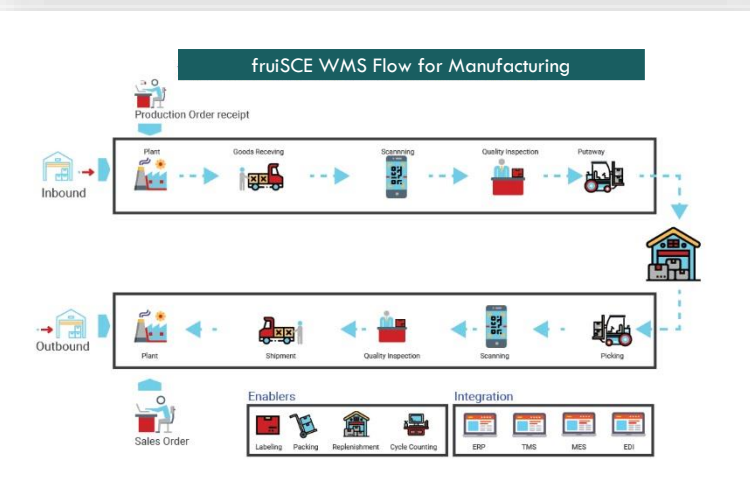 fruiSCE WMS Flow for Manufacturing
Production Order receipt
Inbound
Plant
Goods Receving
Scannning
Quality Inspection
Putaway
Outbound
Plant
Shipment
Quality Inspection
Scanning
Picking
Sales Order
Enablers
Labeling
Packing
Replenishment
Cycle Counting
Integration
ERP
TMS
MES
EDI